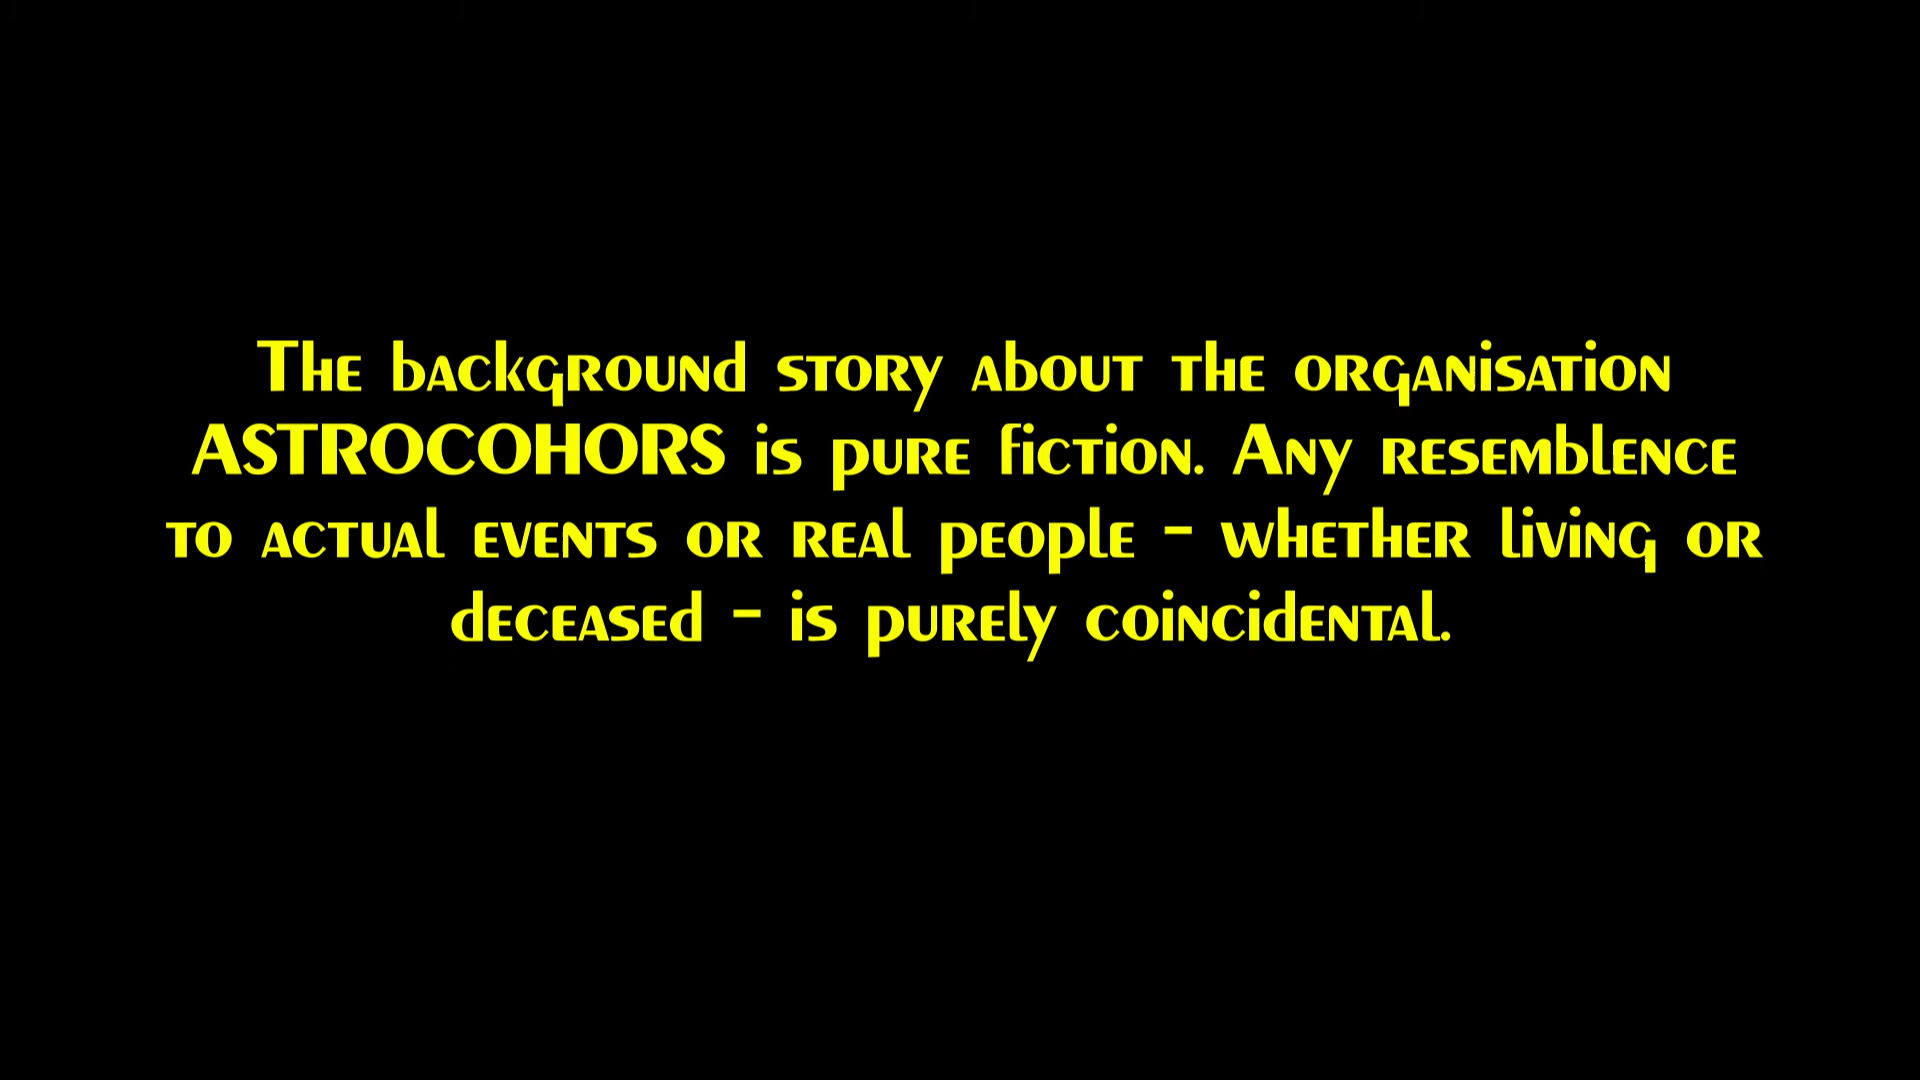 The background story about the organisation
ASTROCOHORS is pure fiction. Any resemblence
to actual events or real people - whether living or
deceased - is purely coincidental.